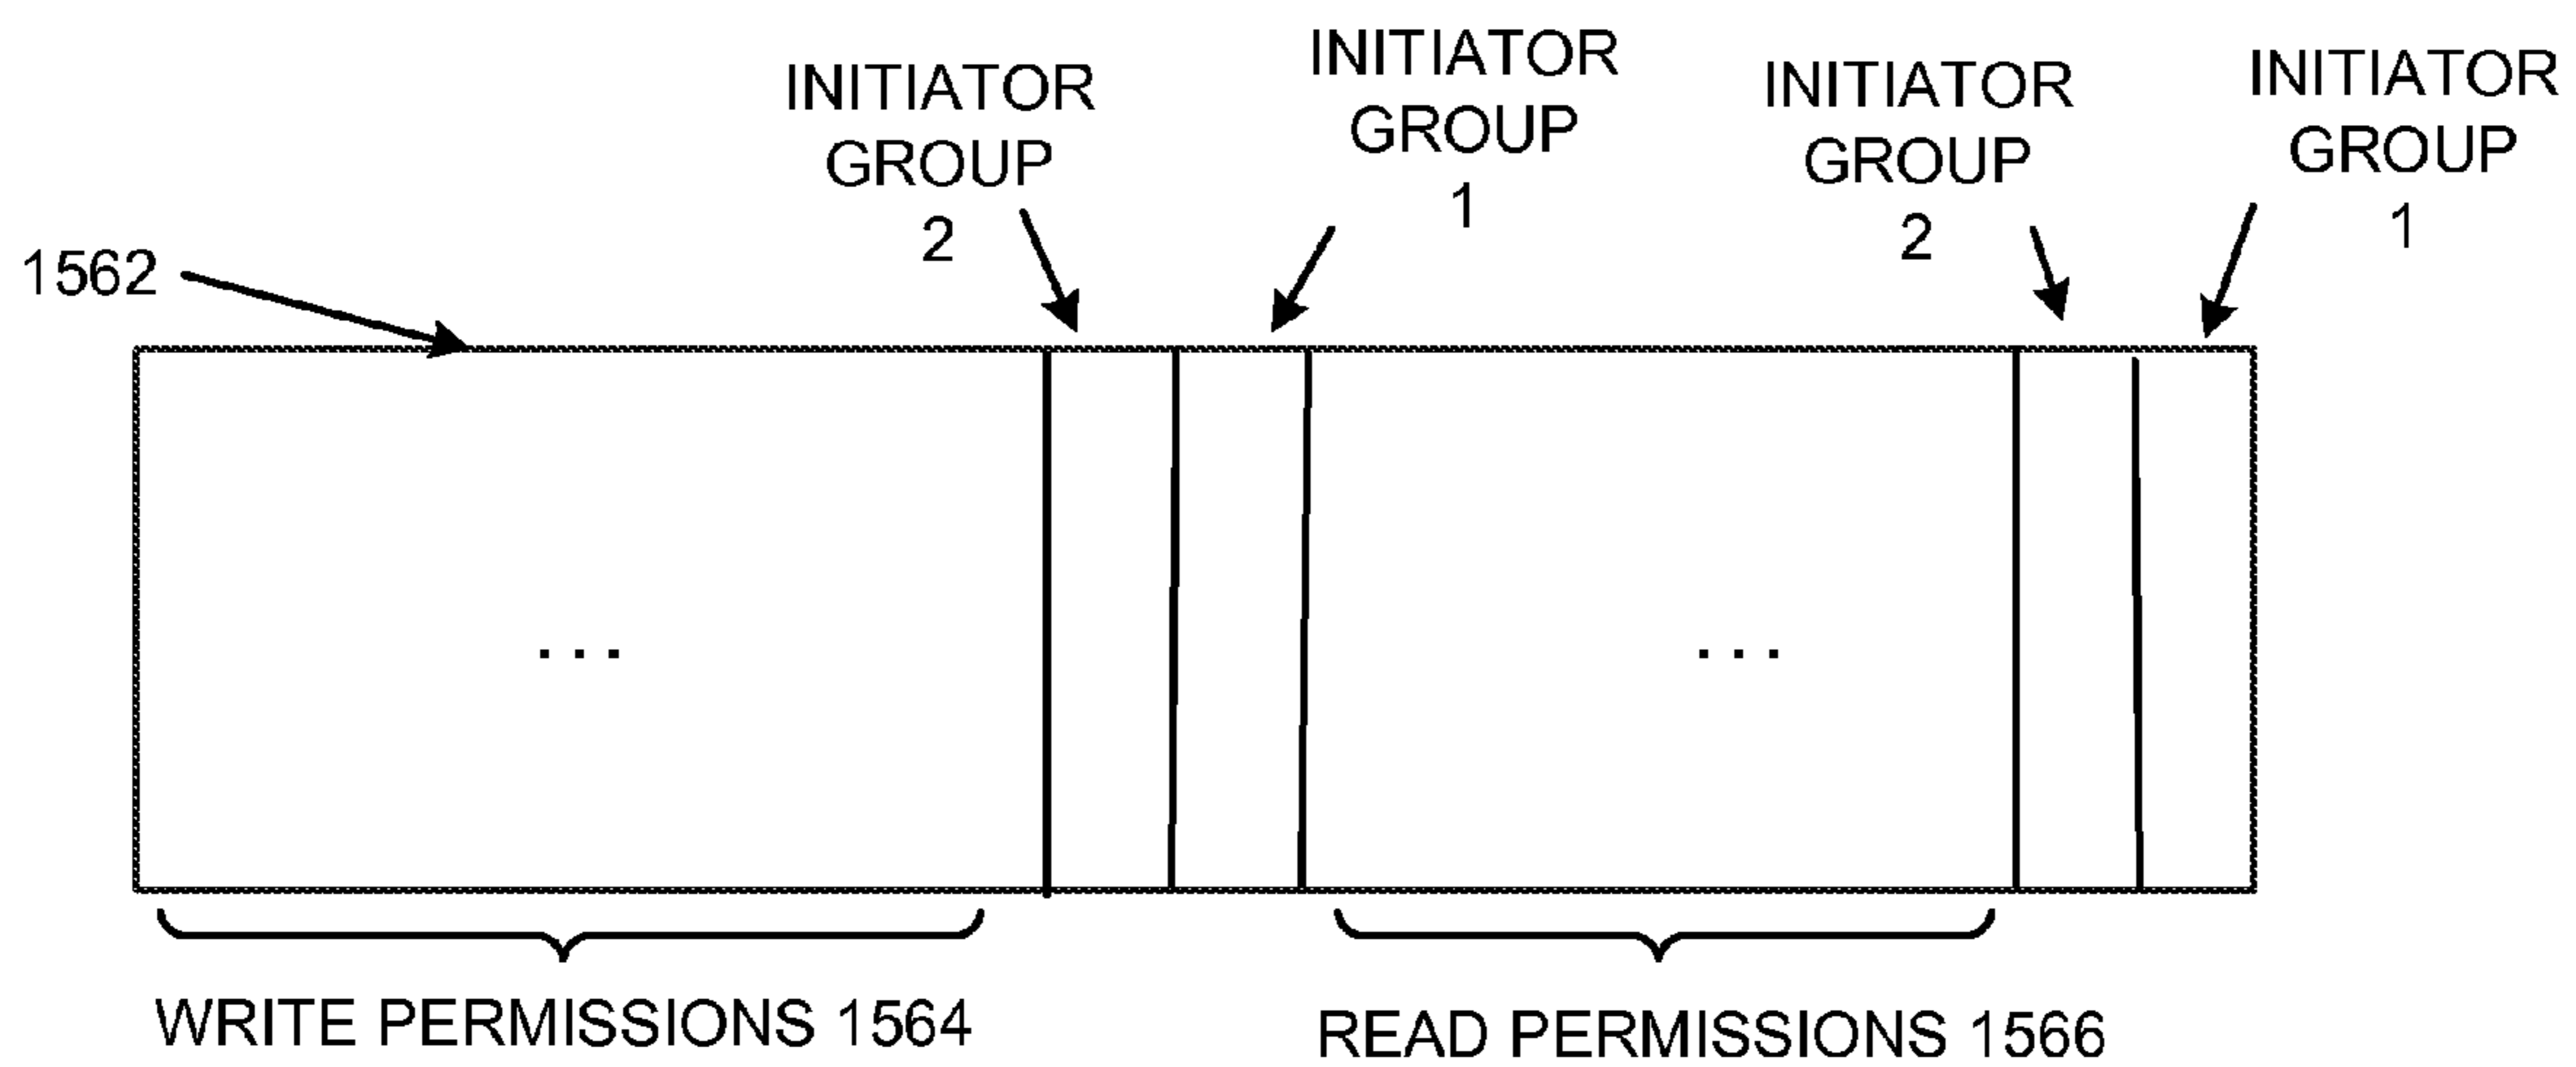 INITIATOR
GROUP
2
INITIATOR
GROUP
1
INITIATOR
GROUP
2
INITIATOR
GROUP
1
1562
. . .
. . .
WRITE PERMISSIONS 1564
READ PERMISSIONS 1566